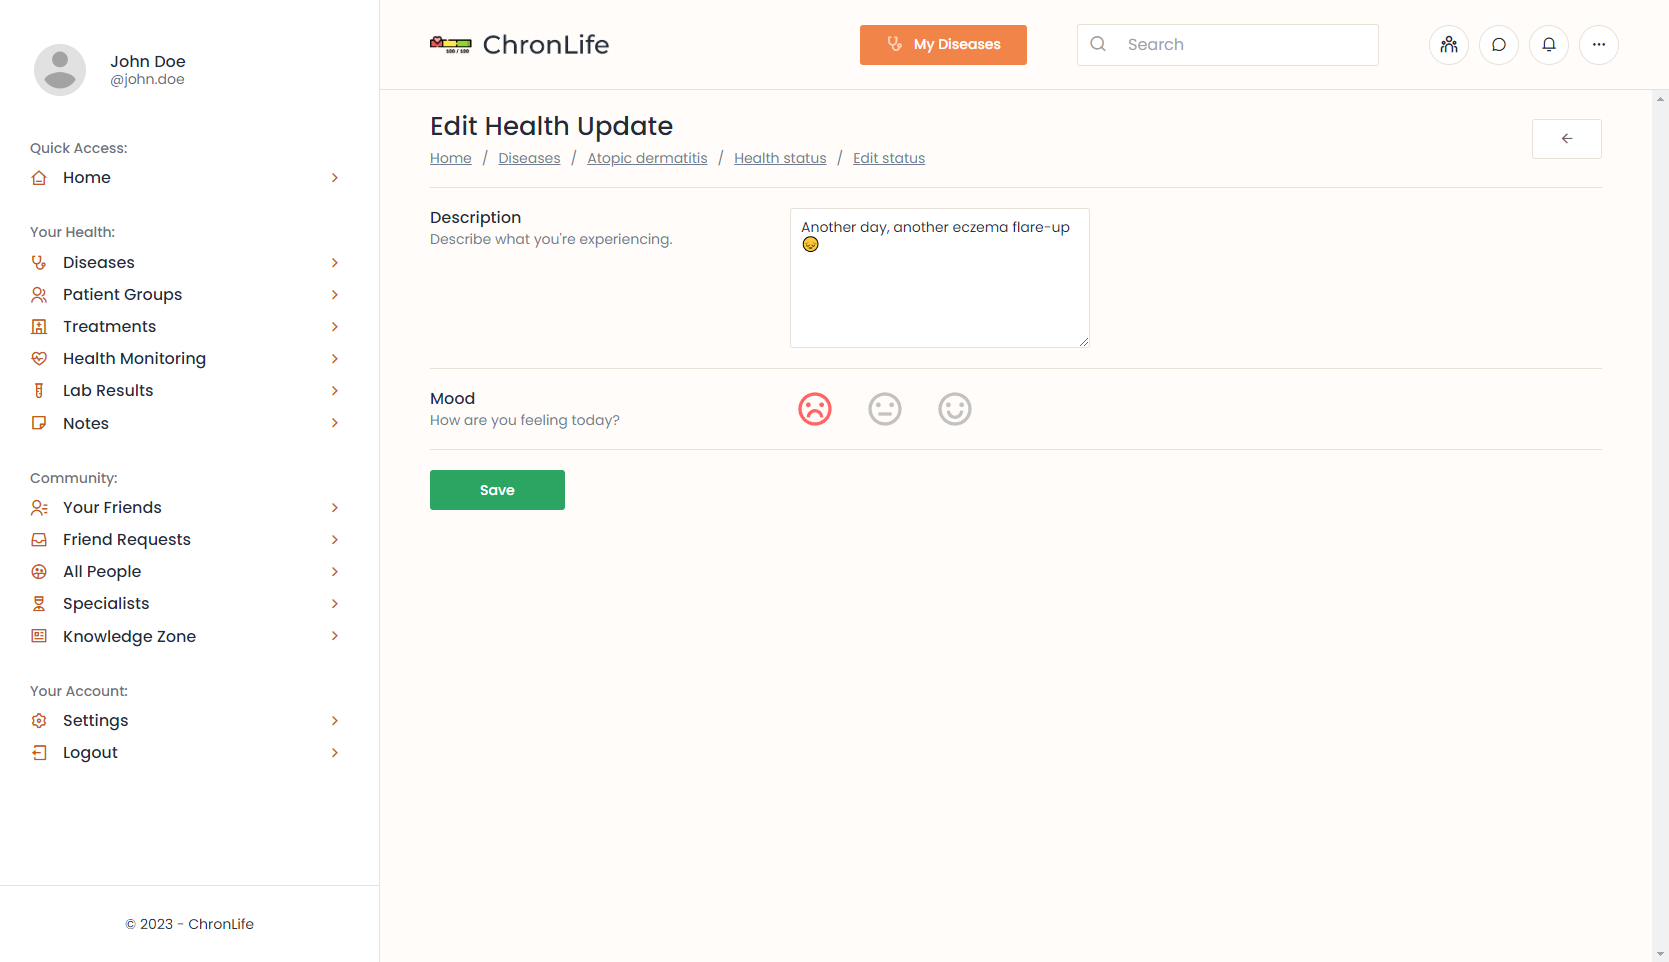 John Doe
@john.doe
Quick Access:
Home
Your Health:
Diseases
Patient Groups
Treatments
Health Monitoring
Lab Results
Notes
Community:
Your Friends
Friend Requests
All People
Specialists
Knowledge Zone
Your Account:
Settings
Logout
© 2023 - ChronLife
100 / 100
ChronLife
My Diseases
Search
Edit Health Update
Home / Diseases / Atopic dermatitis / Health status / Edit status
Description
Describe what you're experiencing.
Another day, another eczema flare-up
😞
Mood
How are you feeling today?
Save